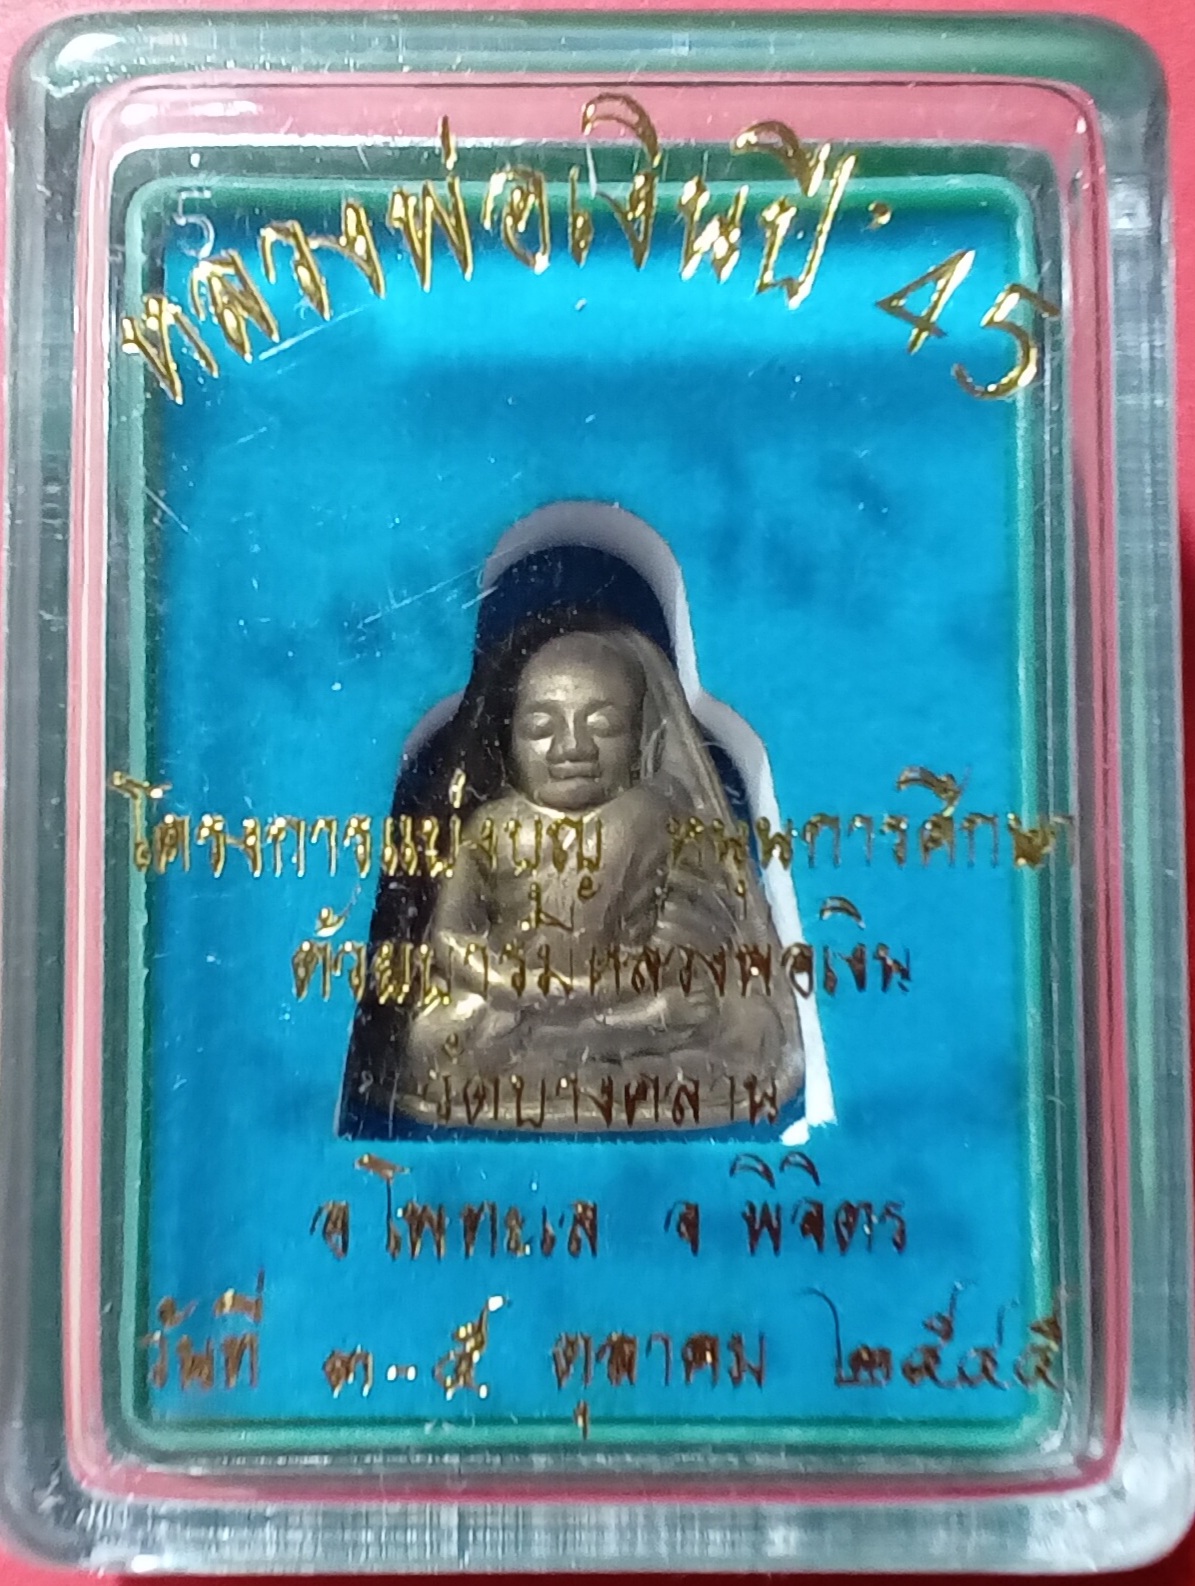 หลวงพ่อเงินปี 45
โครงการแบ่งบุญ หนุนการศึกษา
ด้วยบารมีหลวงพ่อเงิน
วัดบางคลาน
อ โพทะเล จ พิจิตร
วันที่ ๓-๕ ตุลาคม ๒๕๔๕